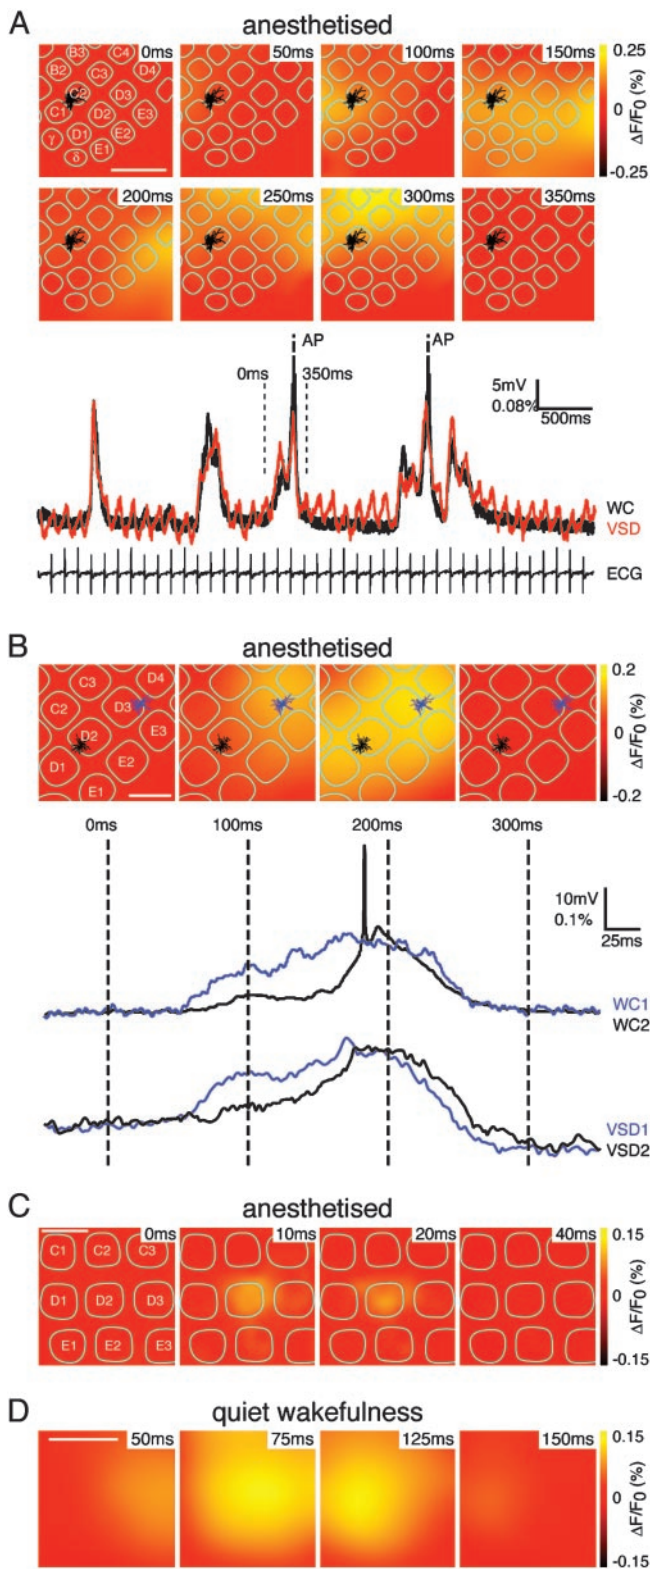 A
anesthetised
0ms 50ms 100ms 150ms
B3 C4
B2 C3 D4
C2 D3
C1 D2 E3
γ D1 E2
δ E1
0.25
0
-0.25
ΔF/F0 (%)
200ms 250ms 300ms 350ms
AP AP
0ms 350ms
5mV
0.08%
500ms
WC
VSD
ECG
B
anesthetised
C3 D4
C2 D3
D2 E3
D1 E2
E1
0.2
0
-0.2
ΔF/F0 (%)
0ms 100ms 200ms 300ms
10mV
0.1%
25ms
WC1
WC2
VSD1
VSD2
C
anesthetised
0ms 10ms 20ms 40ms
C1 C2 C3
D1 D2 D3
E1 E2 E3
0.15
0
-0.15
ΔF/F0 (%)
D
quiet wakefulness
50ms 75ms 125ms 150ms
0.15
0
-0.15
ΔF/F0 (%)